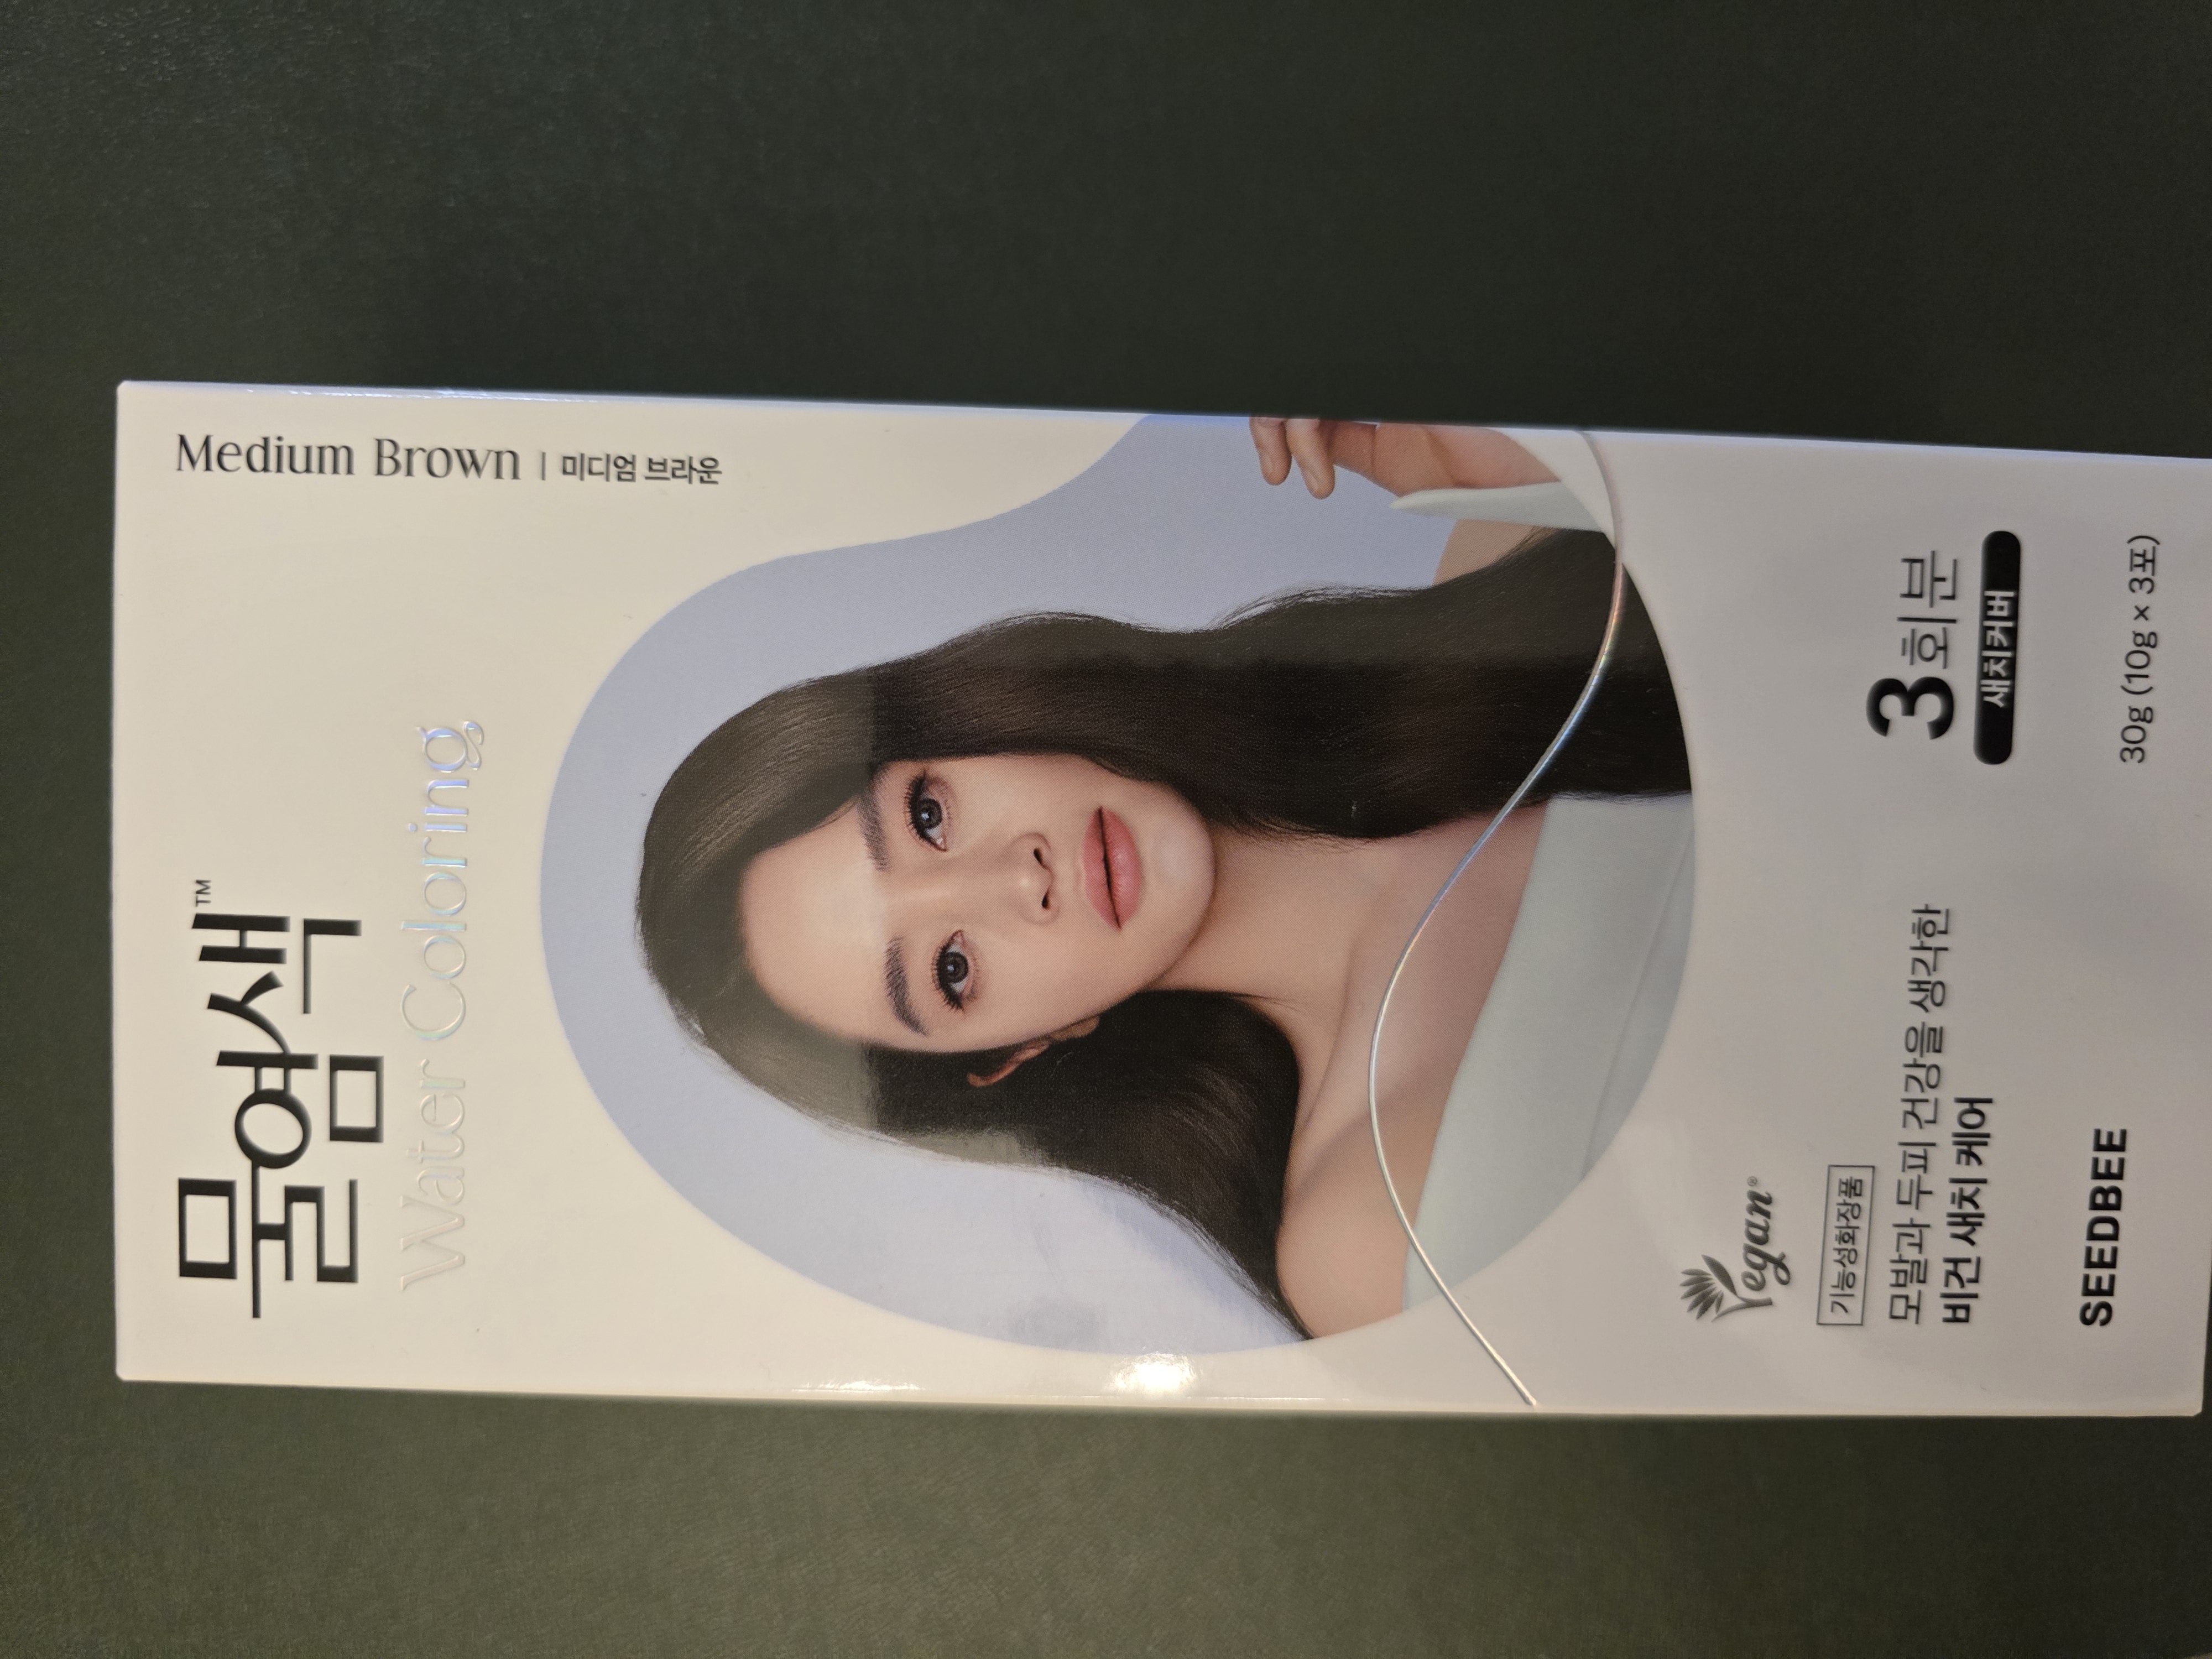 물염색™
Water Coloring
Medium Brown | 미디엄 브라운
Vegan®
기능성화장품
모발과 두피 건강을 생각한
비건 새치 케어
3회분
새치커버
SEEDBEE
30g (10g × 3포)